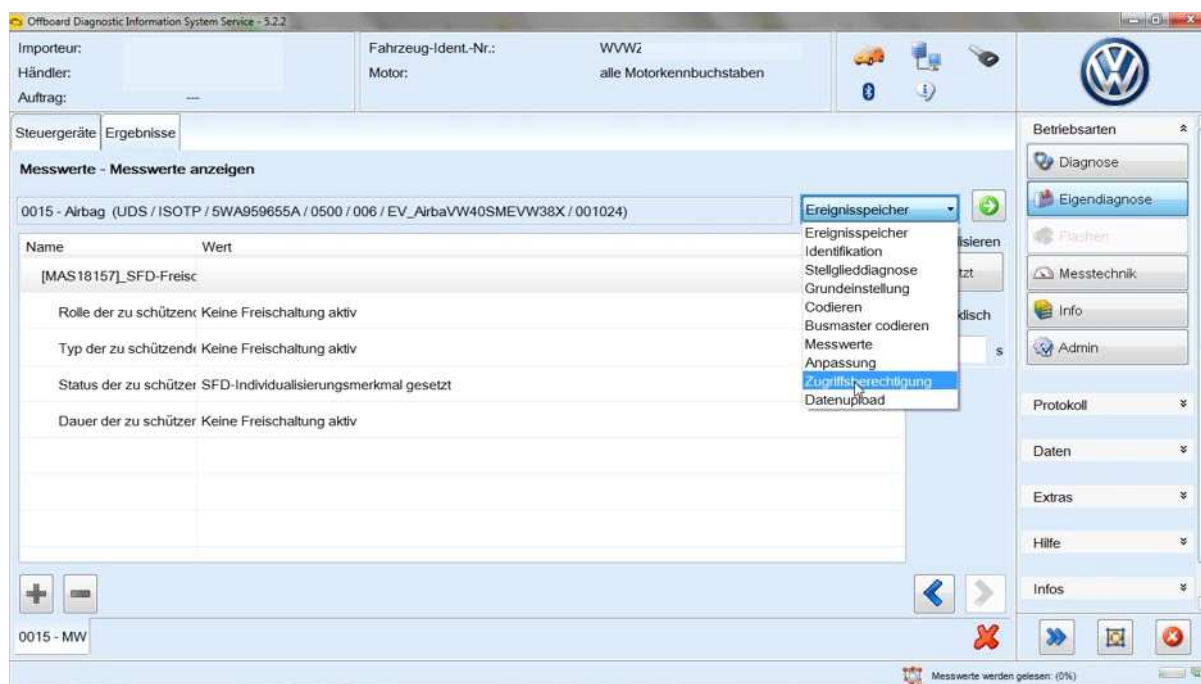 Offboard Diagnostic Information System Service - 5.2.2
Importeur:
Händler:
Auftrag: ---
Fahrzeug-Ident.-Nr.: WVWZ
Motor: alle Motorkennbuchstaben
Steuergeräte Ergebnisse
Messwerte - Messwerte anzeigen
0015 - Airbag (UDS / ISOTP / 5WA959655A / 0500 / 006 / EV_AirbaVW40SMEVW38X / 001024)
Ereignisspeicher
Ereignisspeicher
Identifikation
Stellglieddiagnose
Grundeinstellung
Codieren
Busmaster codieren
Messwerte
Anpassung
Zugriffsberechtigung
Datenupload
isieren
tzt
disch
s
Name Wert
[MAS18157]_SFD-Freisc
Rolle der zu schützend Keine Freischaltung aktiv
Typ der zu schützende Keine Freischaltung aktiv
Status der zu schützer SFD-Individualisierungsmerkmal gesetzt
Dauer der zu schützer Keine Freischaltung aktiv
0015 - MW
Betriebsarten
Diagnose
Eigendiagnose
Flashen
Messtechnik
Info
Admin
Protokoll
Daten
Extras
Hilfe
Infos
Messwerte werden gelesen: (0%)